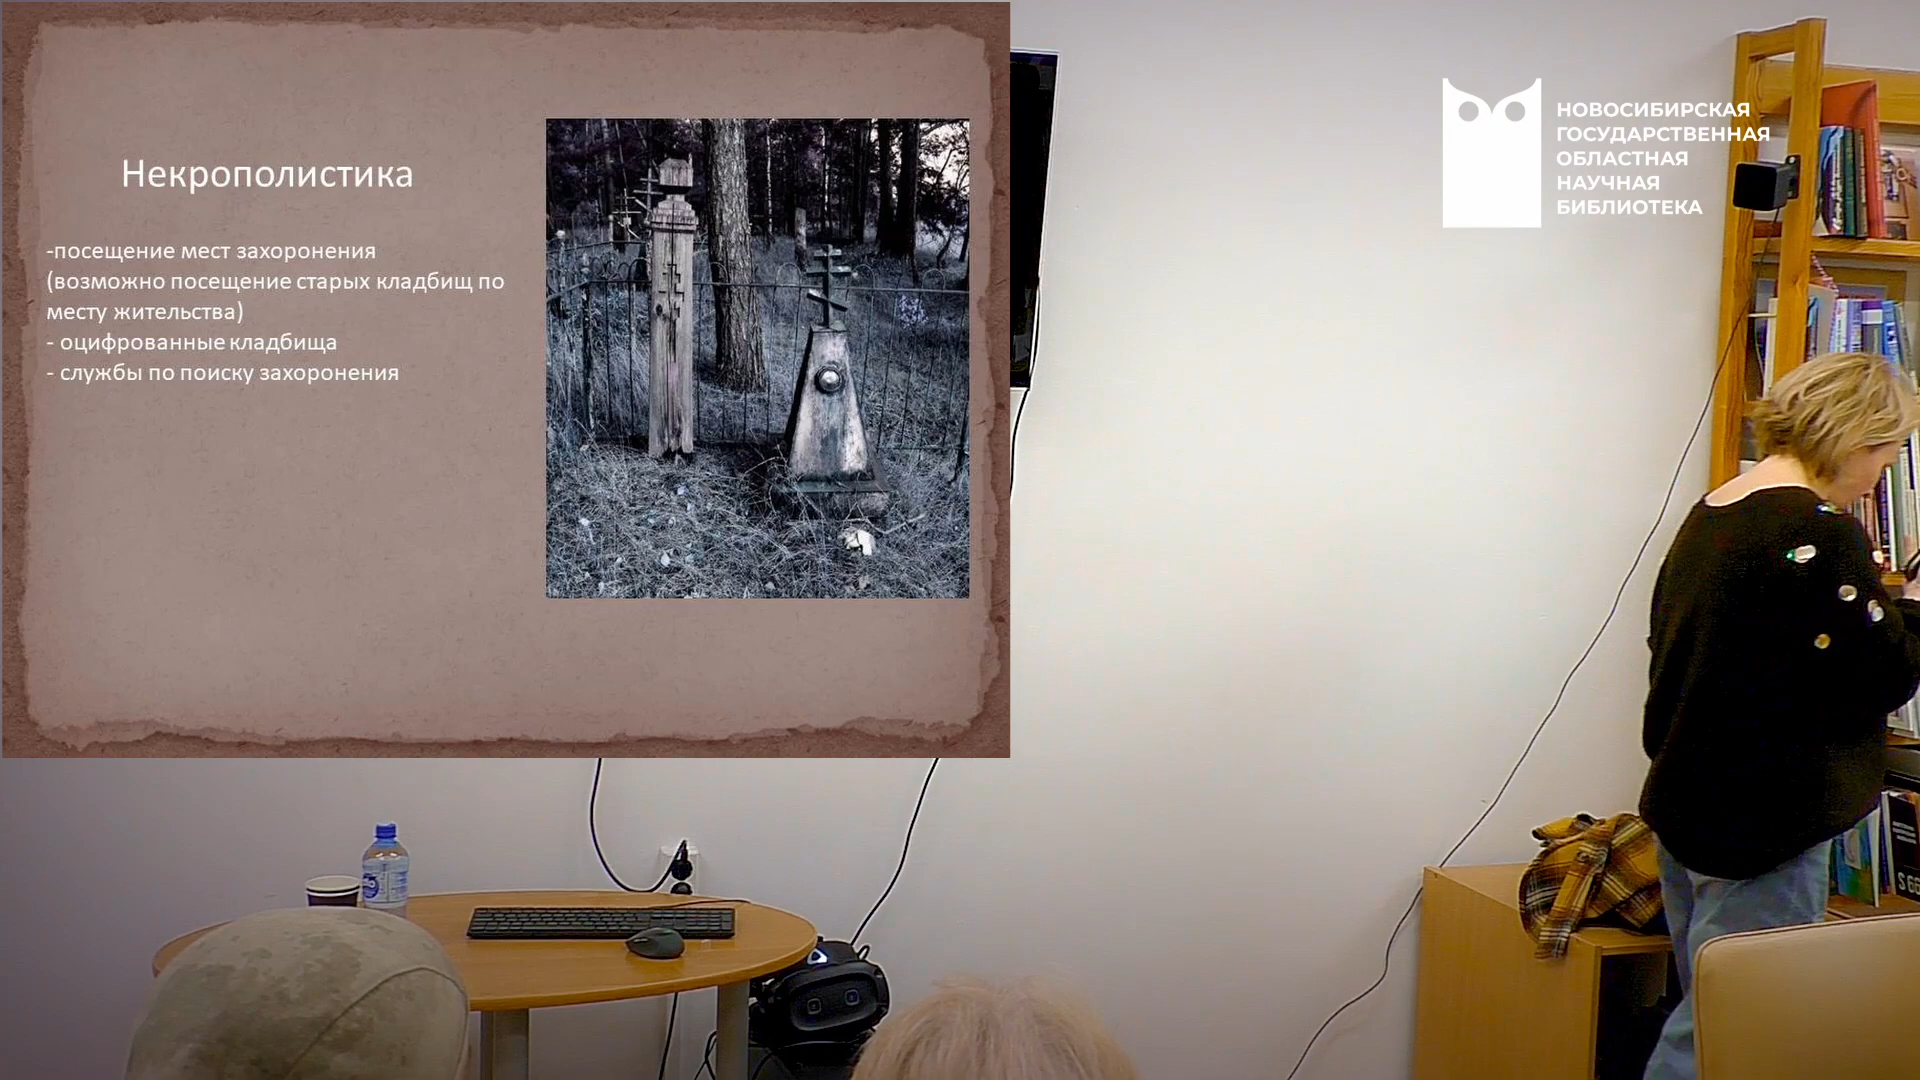 Некрополистика
-посещение мест захоронения
(возможно посещение старых кладбищ по
месту жительства)
- оцифрованные кладбища
- службы по поиску захоронения
НОВОСИБИРСКАЯ
ГОСУДАРСТВЕННАЯ
ОБЛАСТНАЯ
НАУЧНАЯ
БИБЛИОТЕКА